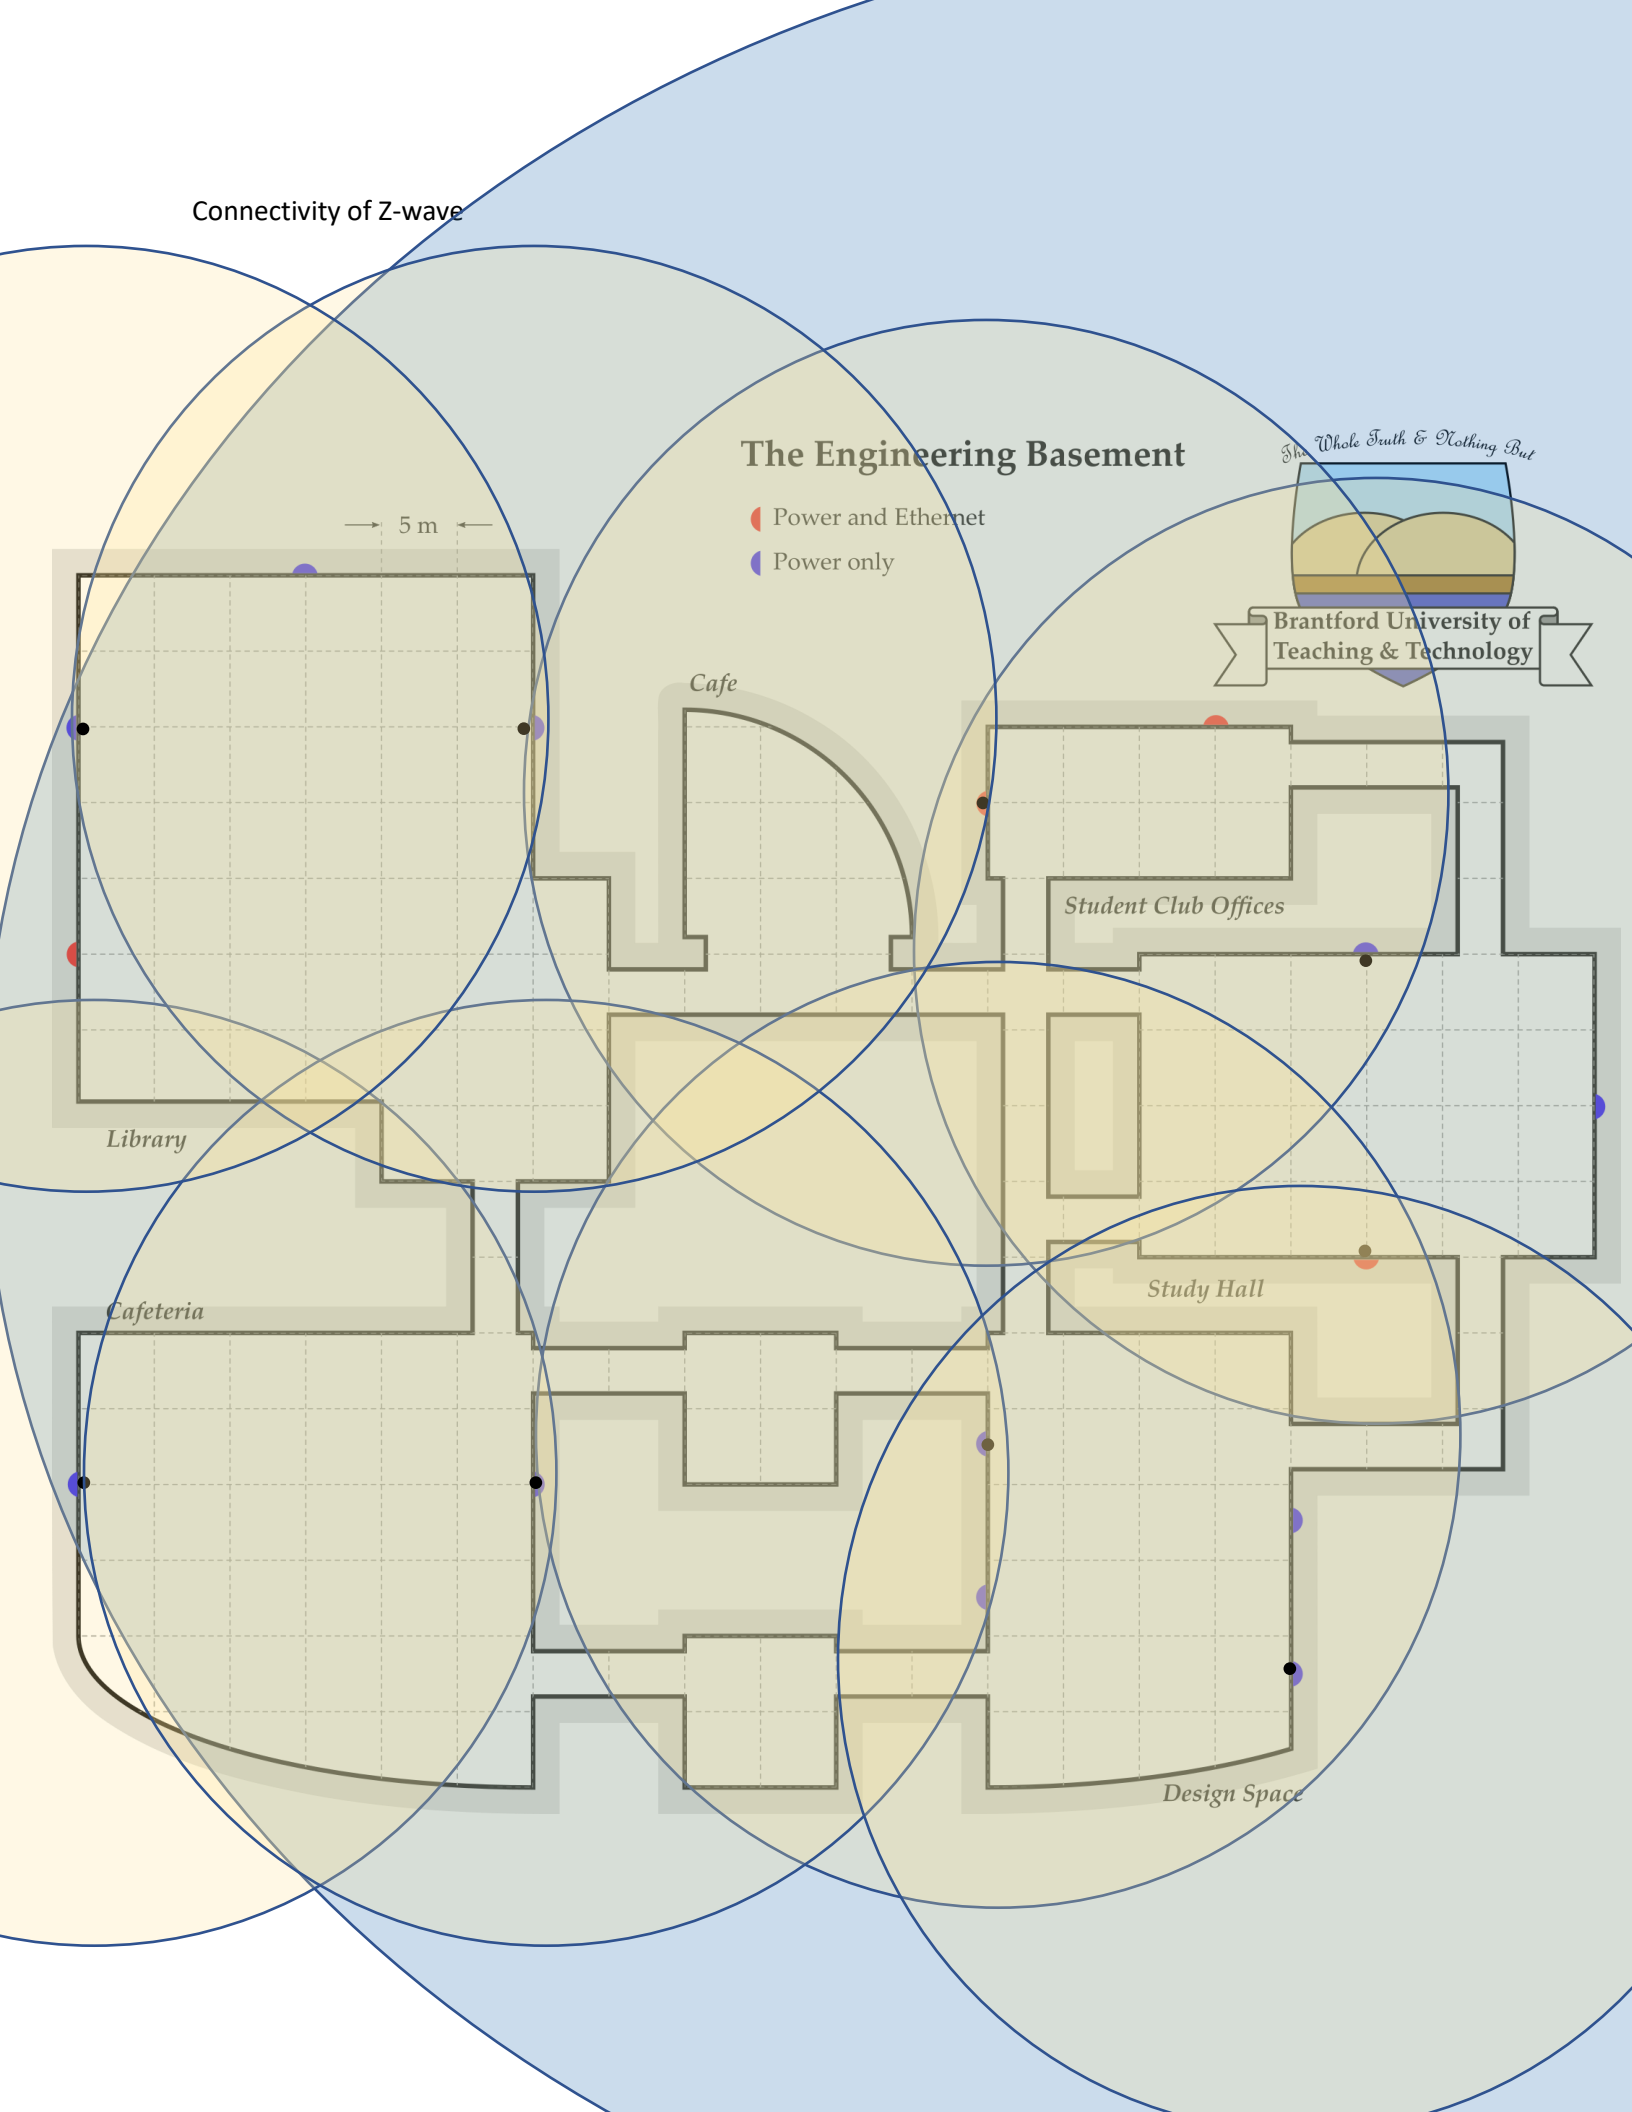 Connectivity of Z-wave
The Whole Truth & Nothing But
The Engineering Basement
Power and Ethernet
5 m
Power only
Brantford University of
Teaching & Technology
Cafe
Student Club Offices
Library
Study Hall
Cafeteria
Design Space